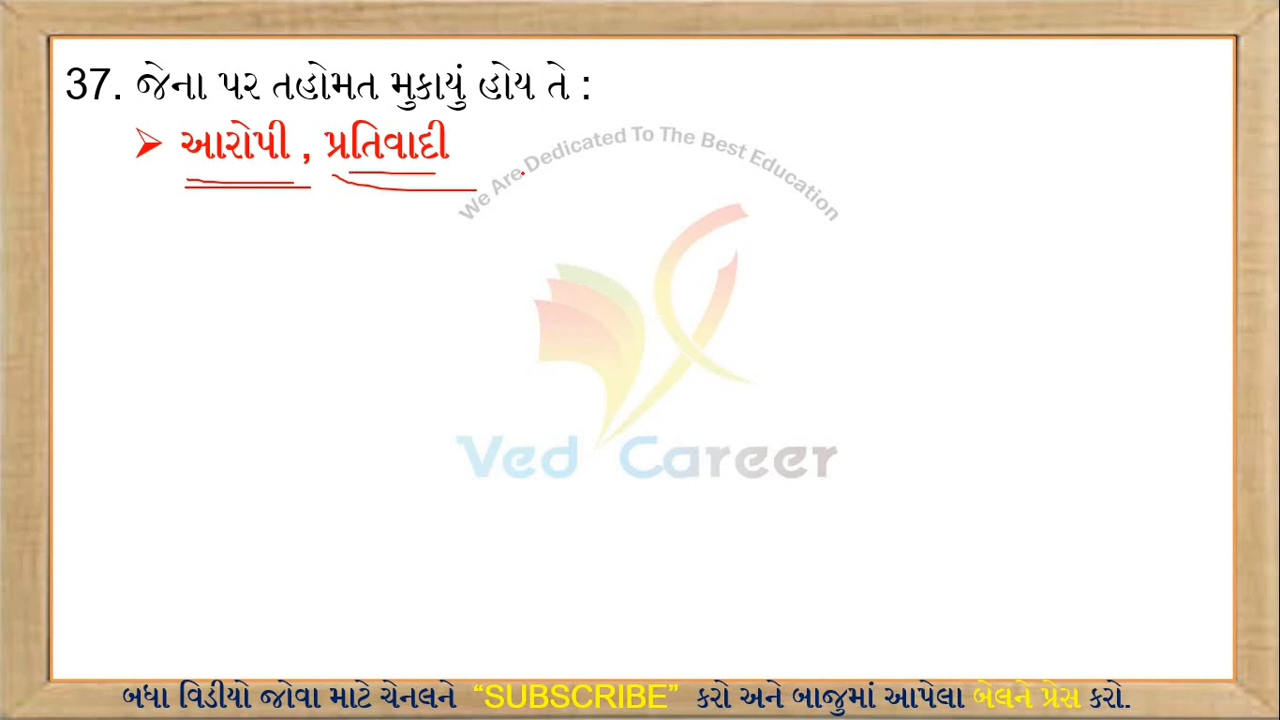 37. જેના પર તહોમત મુકાયું હોય તે :
➢ આરોપી , પ્રતિવાદી
We Are Dedicated To The Best Education
Ved Career
બધા વિડીયો જોવા માટે ચેનલને “SUBSCRIBE” કરો અને બાજુમાં આપેલા બેલને પ્રેસ કરો.